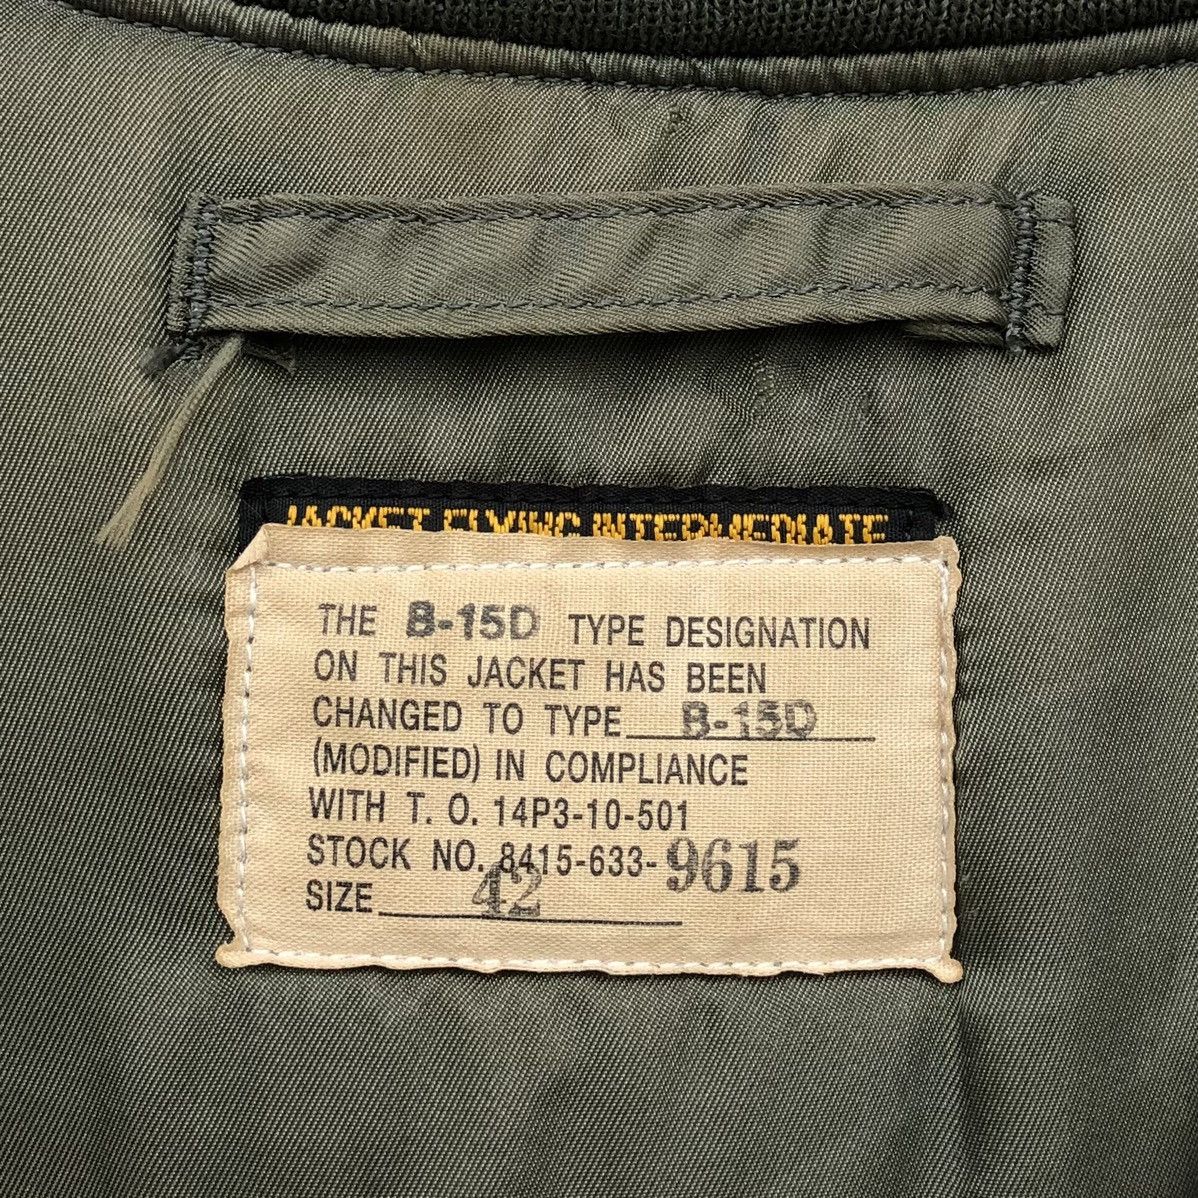 JACKET FLYING INTERMEDIATE
THE B-15D TYPE DESIGNATION
ON THIS JACKET HAS BEEN
CHANGED TO TYPE B-15D
(MODIFIED) IN COMPLIANCE
WITH T. O. 14P3-10-501
STOCK NO. 8415-633-9615
SIZE 42